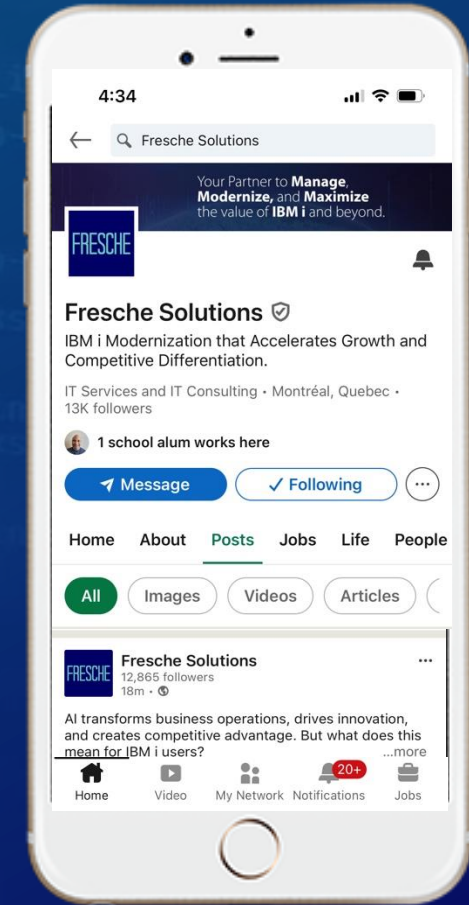 4:34
Fresche Solutions
Your Partner to Manage,
Modernize, and Maximize
the value of IBM i and beyond.
FRESCHE
Fresche Solutions
IBM i Modernization that Accelerates Growth and
Competitive Differentiation.
IT Services and IT Consulting • Montréal, Quebec •
13K followers
1 school alum works here
Message
Following
Home About Posts Jobs Life People
All Images Videos Articles
FRESCHE
Fresche Solutions
12,865 followers
18m •
AI transforms business operations, drives innovation,
and creates competitive advantage. But what does this
mean for IBM i users? ...more
20+
Home Video My Network Notifications Jobs